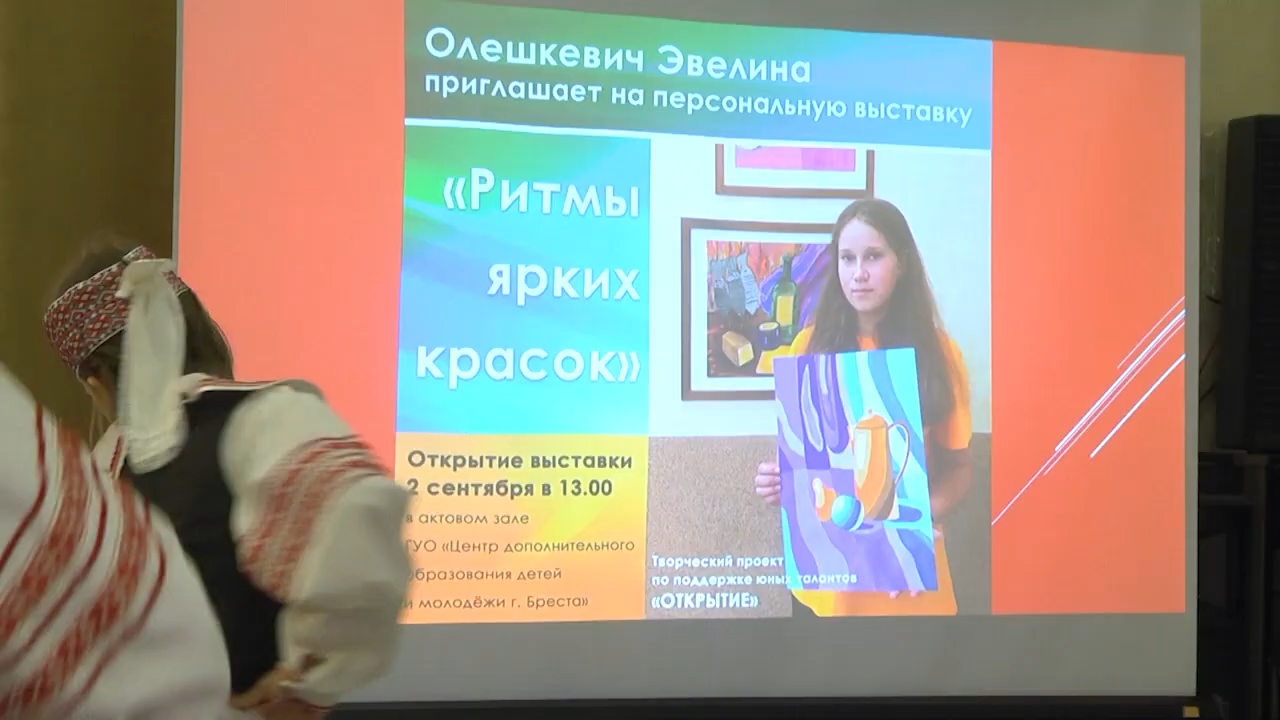 Олешкевич Эвелина
приглашает на персональную выставку
«Ритмы
ярких
красок»
Открытие выставки
2 сентября в 13.00
в актовом зале
ГУО «Центр дополнительного
образования детей
и молодёжи г. Бреста»
Творческий проект
по поддержке юных талантов
«ОТКРЫТИЕ»